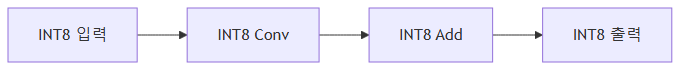 INT8 입력
INT8 Conv
INT8 Add
INT8 출력